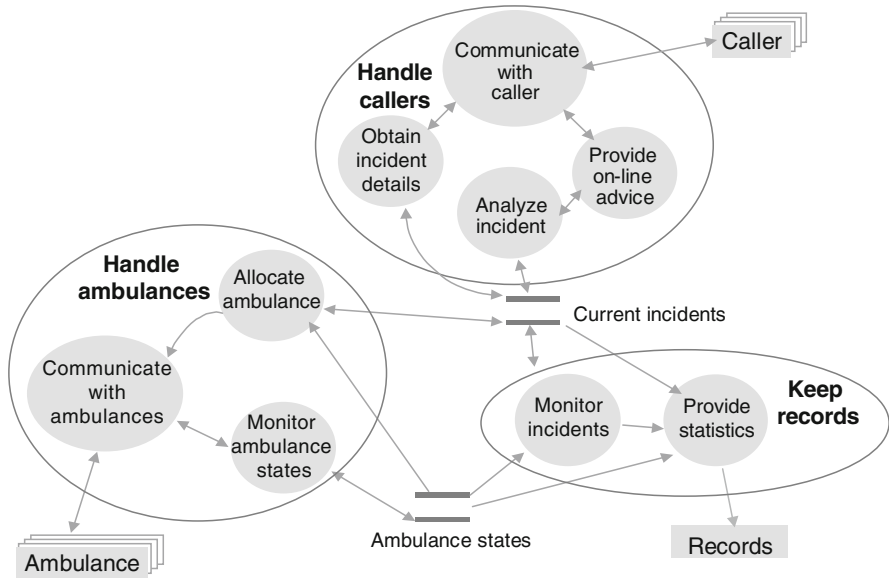 Communicate
with
caller
Caller
Handle
callers
Obtain
incident
details
Provide
on-line
advice
Analyze
incident
Handle
ambulances
Allocate
ambulance
Current incidents
Communicate
with
ambulances
Monitor
ambulance
states
Monitor
incidents
Provide
statistics
Keep
records
Ambulance states
Ambulance
Records